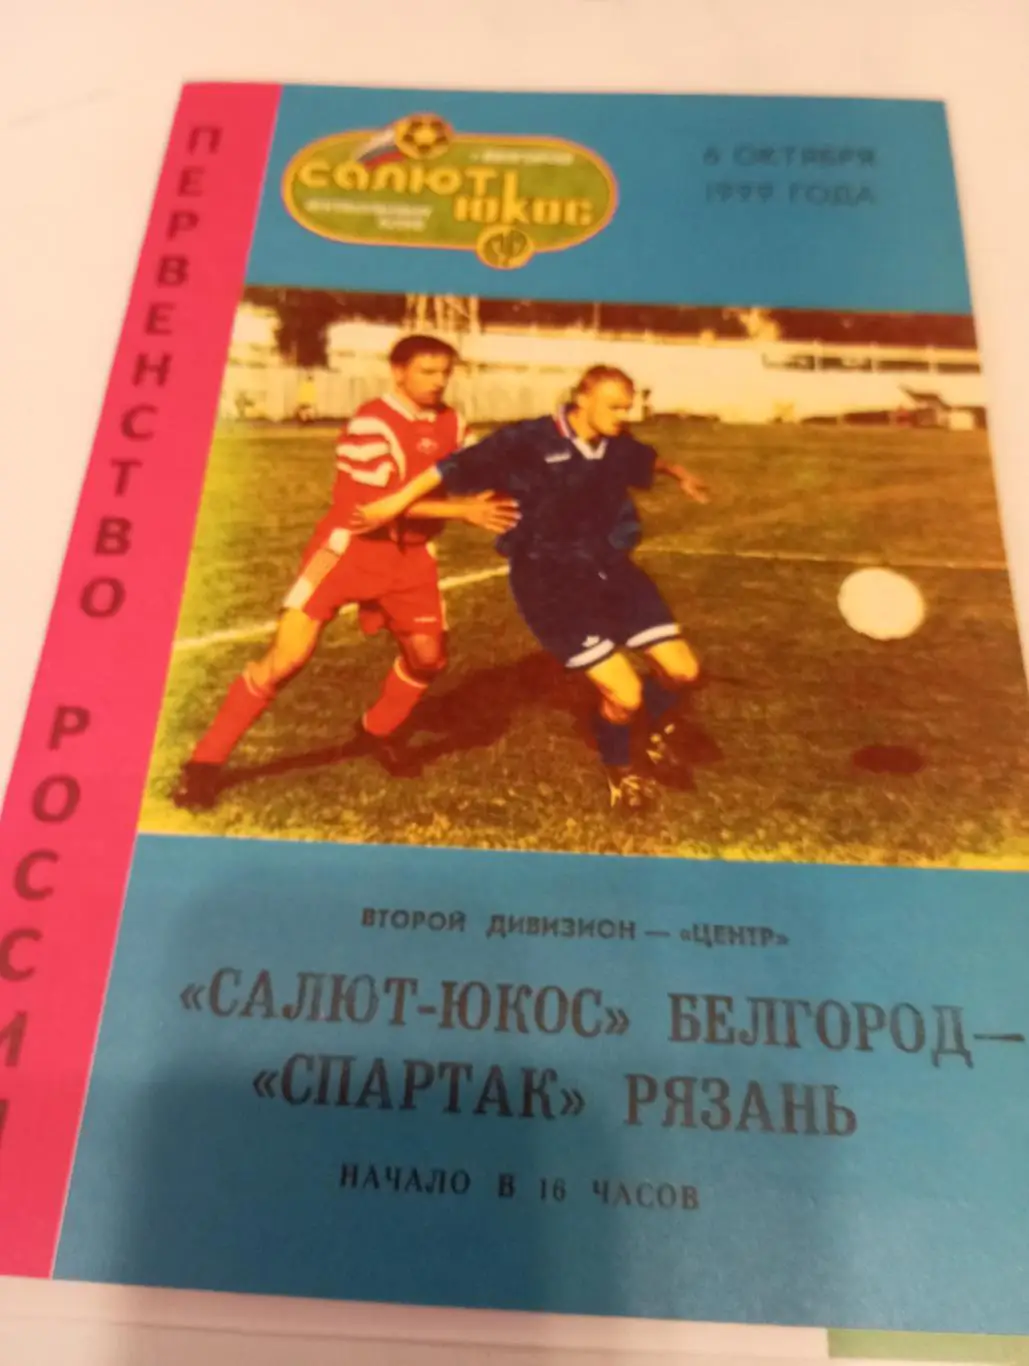 ПЕРВЕНСТВО РОССИИ
САЛЮТ
ЮКОС
6 ОКТЯБРЯ
1999 ГОДА
ВТОРОЙ ДИВИЗИОН — «ЦЕНТР»
«САЛЮТ-ЮКОС» БЕЛГОРОД—
«СПАРТАК» РЯЗАНЬ
НАЧАЛО В 16 ЧАСОВ